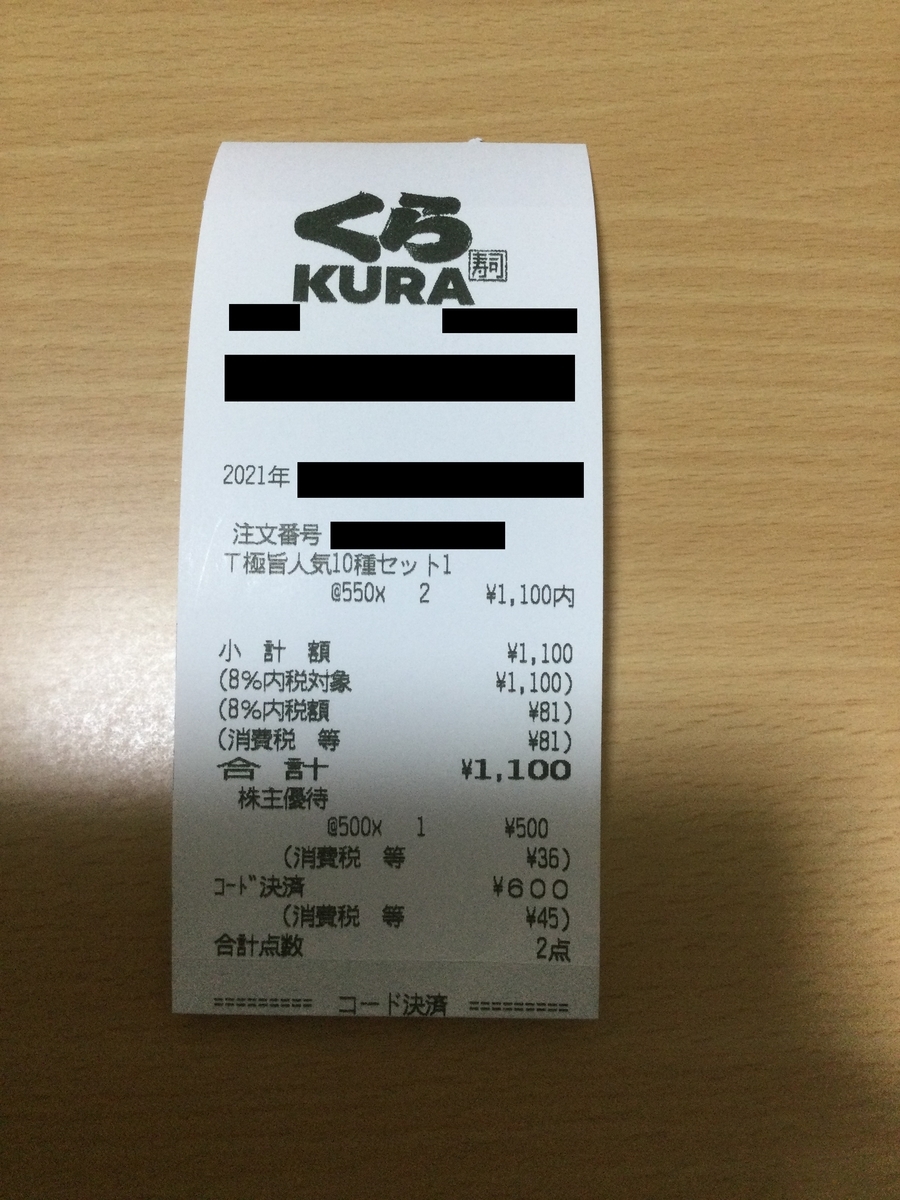 くら
KURA 寿司
2021年
注文番号
T極旨人気10種セット1
@550x 2 ¥1,100内
小 計 額 ¥1,100
(8%内税対象 ¥1,100)
(8%内税額 ¥81)
(消費税 等 ¥81)
合 計 ¥1,100
株主優待
@500x 1 ¥500
(消費税 等 ¥36)
コード決済 ¥600
(消費税 等 ¥45)
合計点数 2点
========= コード決済 =========